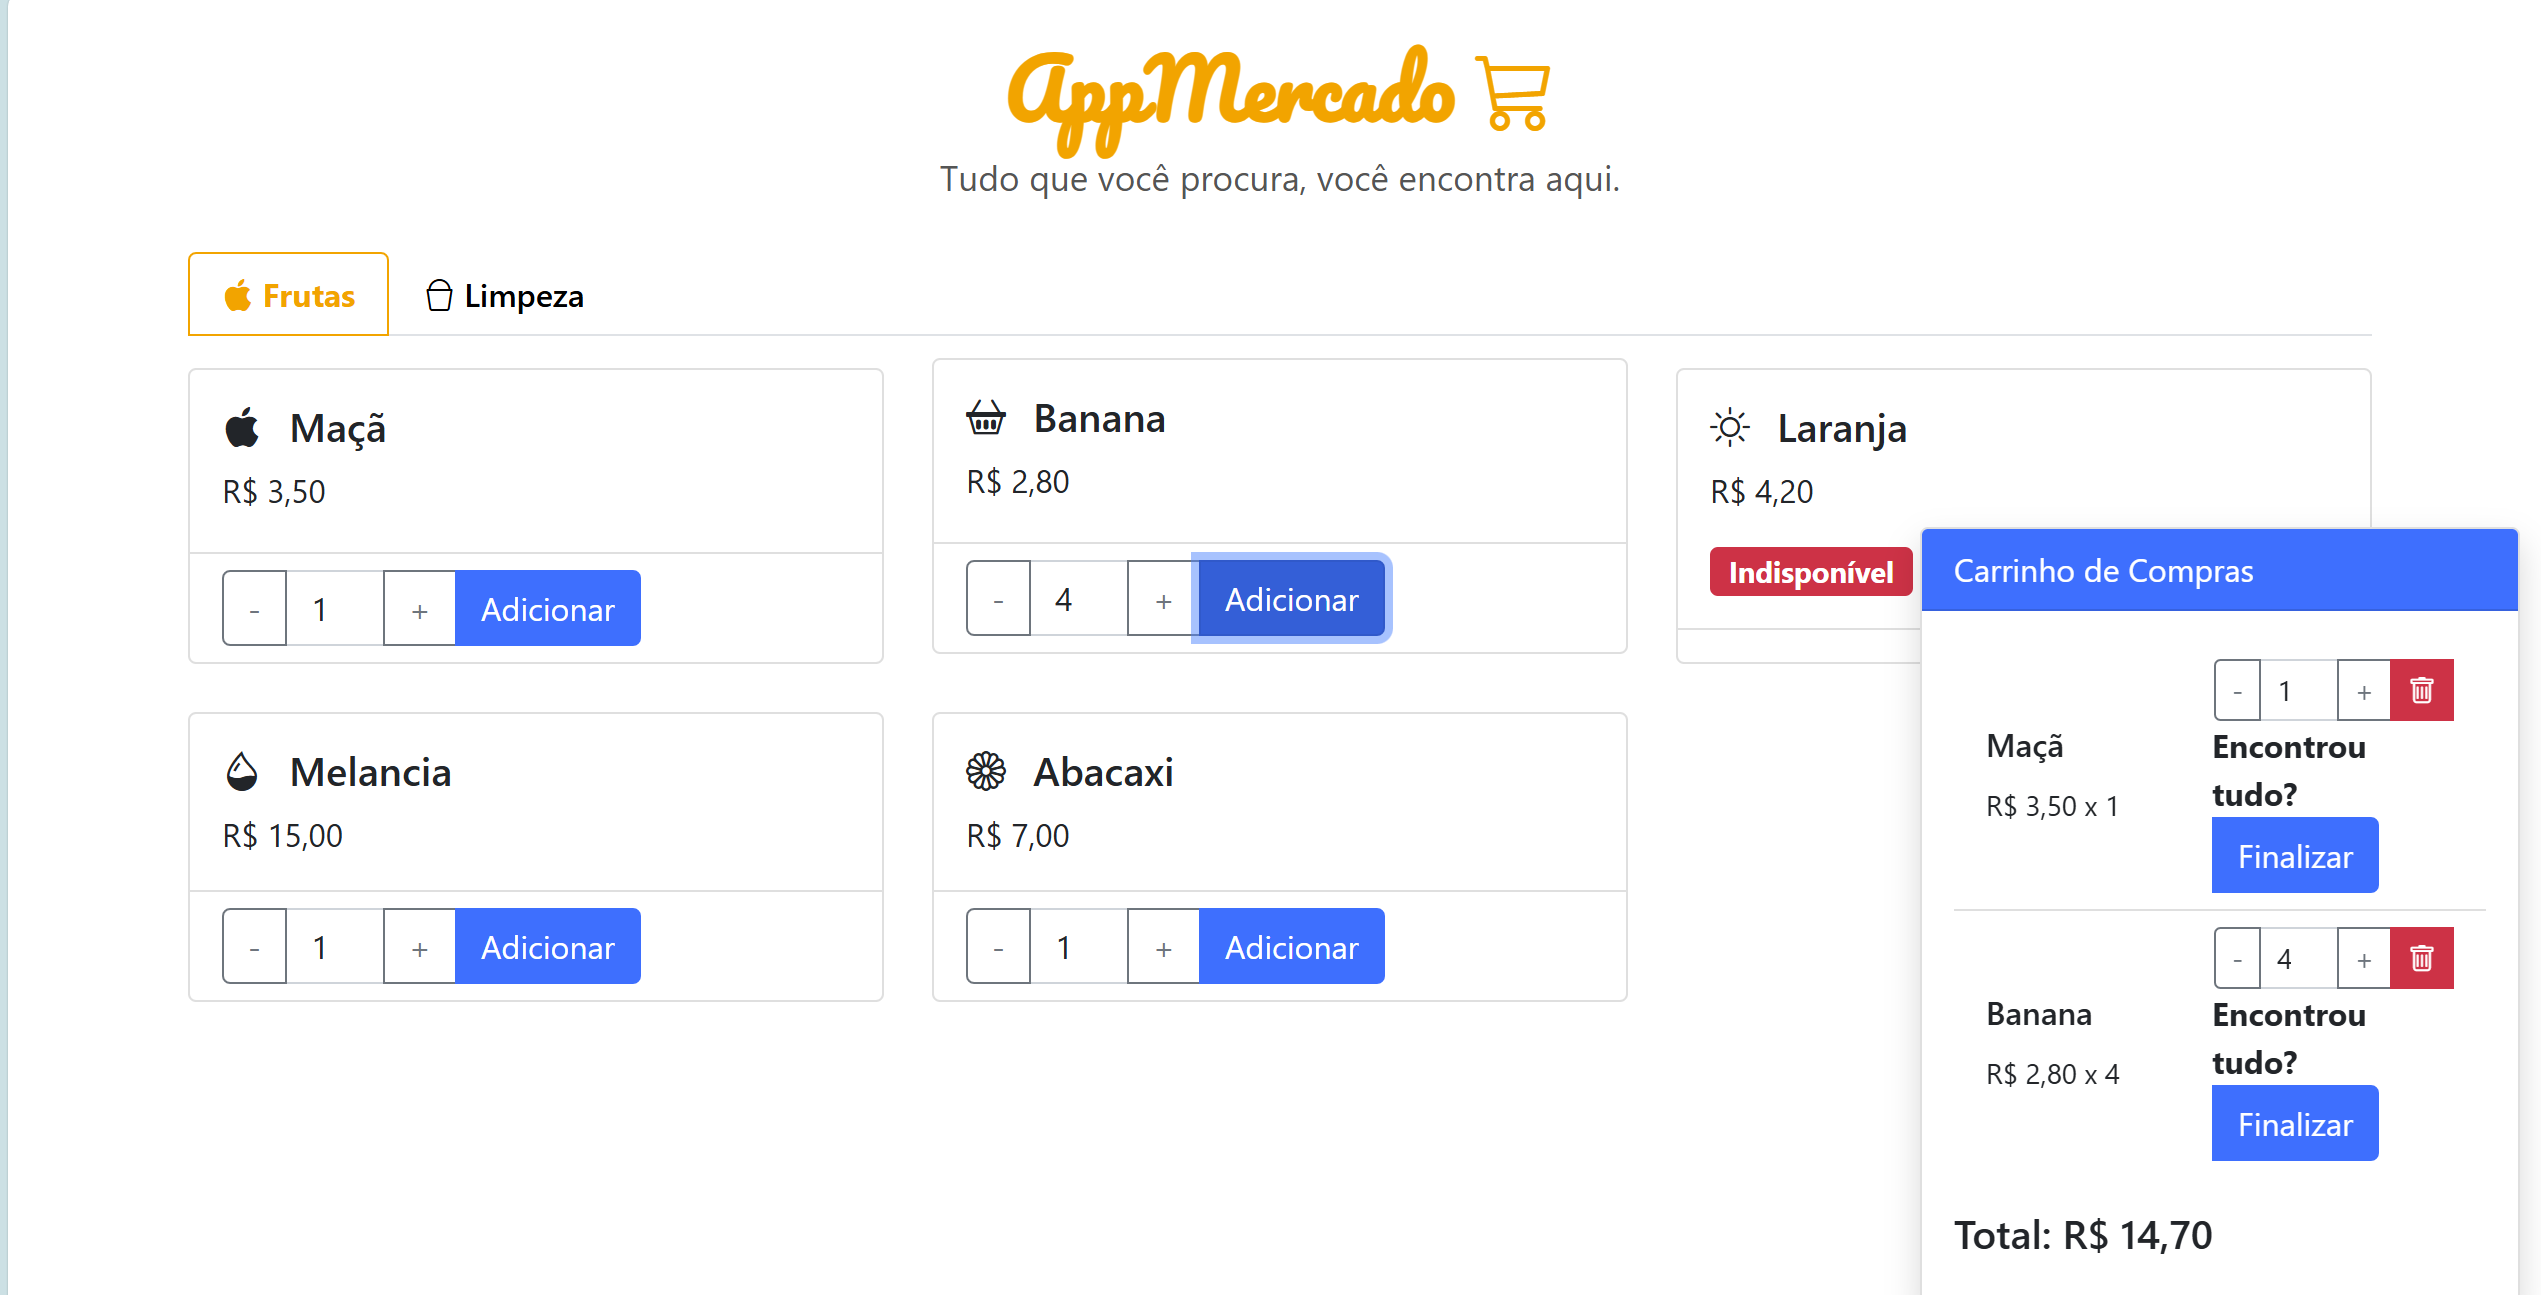 AppMercado
Tudo que você procura, você encontra aqui.
Frutas
Limpeza
Maçã
R$ 3,50
- 1 + Adicionar
Banana
R$ 2,80
- 4 + Adicionar
Laranja
R$ 4,20
Indisponível
Melancia
R$ 15,00
- 1 + Adicionar
Abacaxi
R$ 7,00
- 1 + Adicionar
Carrinho de Compras
Maçã
R$ 3,50 x 1
- 1 +
Encontrou
tudo?
Finalizar
Banana
R$ 2,80 x 4
- 4 +
Encontrou
tudo?
Finalizar
Total: R$ 14,70